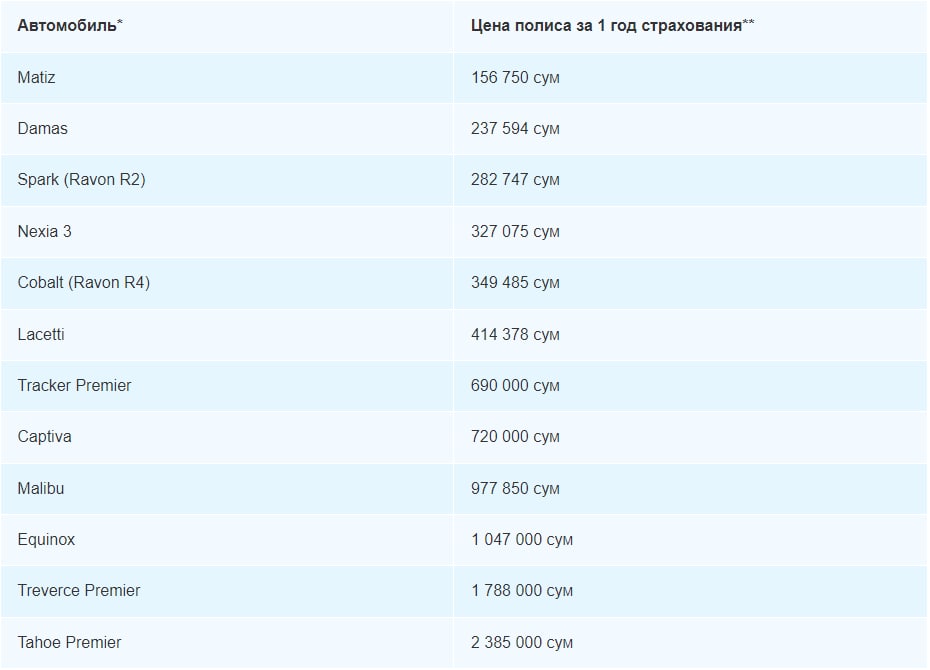 Автомобиль* Цена полиса за 1 год страхования**
Matiz 156 750 сум
Damas 237 594 сум
Spark (Ravon R2) 282 747 сум
Nexia 3 327 075 сум
Cobalt (Ravon R4) 349 485 сум
Lacetti 414 378 сум
Tracker Premier 690 000 сум
Captiva 720 000 сум
Malibu 977 850 сум
Equinox 1 047 000 сум
Treverce Premier 1 788 000 сум
Tahoe Premier 2 385 000 сум